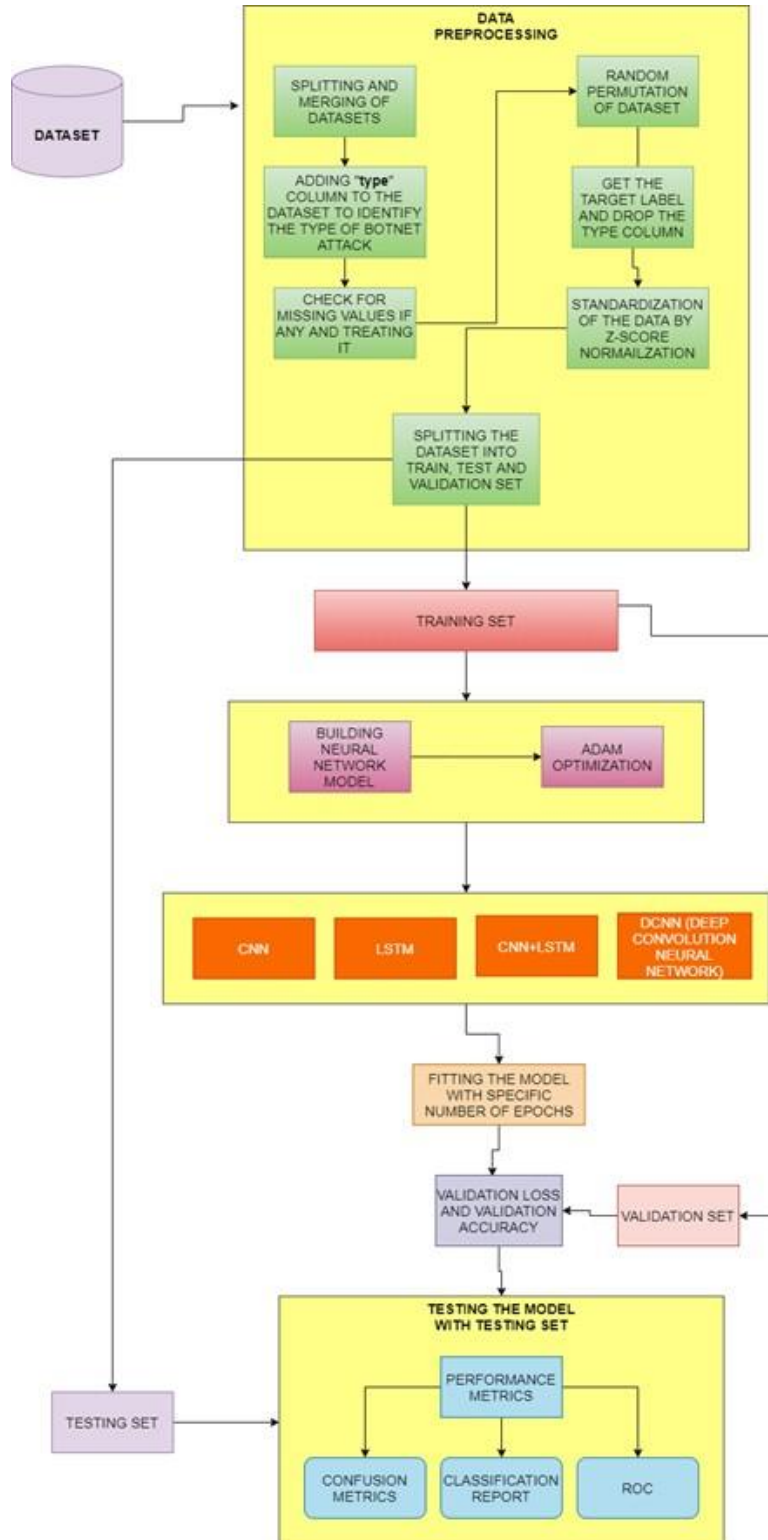 DATA
PREPROCESSING
DATASET
SPLITTING AND
MERGING OF
DATASETS
ADDING "type"
COLUMN TO THE
DATASET TO IDENTIFY
THE TYPE OF BOTNET
ATTACK
CHECK FOR
MISSING VALUES IF
ANY AND TREATING
IT
RANDOM
PERMUTATION
OF DATASET
GET THE
TARGET LABEL
AND DROP THE
TYPE COLUMN
STANDARDIZATION
OF THE DATA BY
Z-SCORE
NORMAILZATION
SPLITTING THE
DATASET INTO
TRAIN, TEST AND
VALIDATION SET
TRAINING SET
BUILDING
NEURAL
NETWORK
MODEL
ADAM
OPTIMIZATION
CNN
LSTM
CNN+LSTM
DCNN (DEEP
CONVOLUTION
NEURAL
NETWORK)
FITTING THE MODEL
WITH SPECIFIC
NUMBER OF EPOCHS
VALIDATION LOSS
AND VALIDATION
ACCURACY
VALIDATION SET
TESTING THE MODEL
WITH TESTING SET
TESTING SET
PERFORMANCE
METRICS
CONFUSION
METRICS
CLASSIFICATION
REPORT
ROC